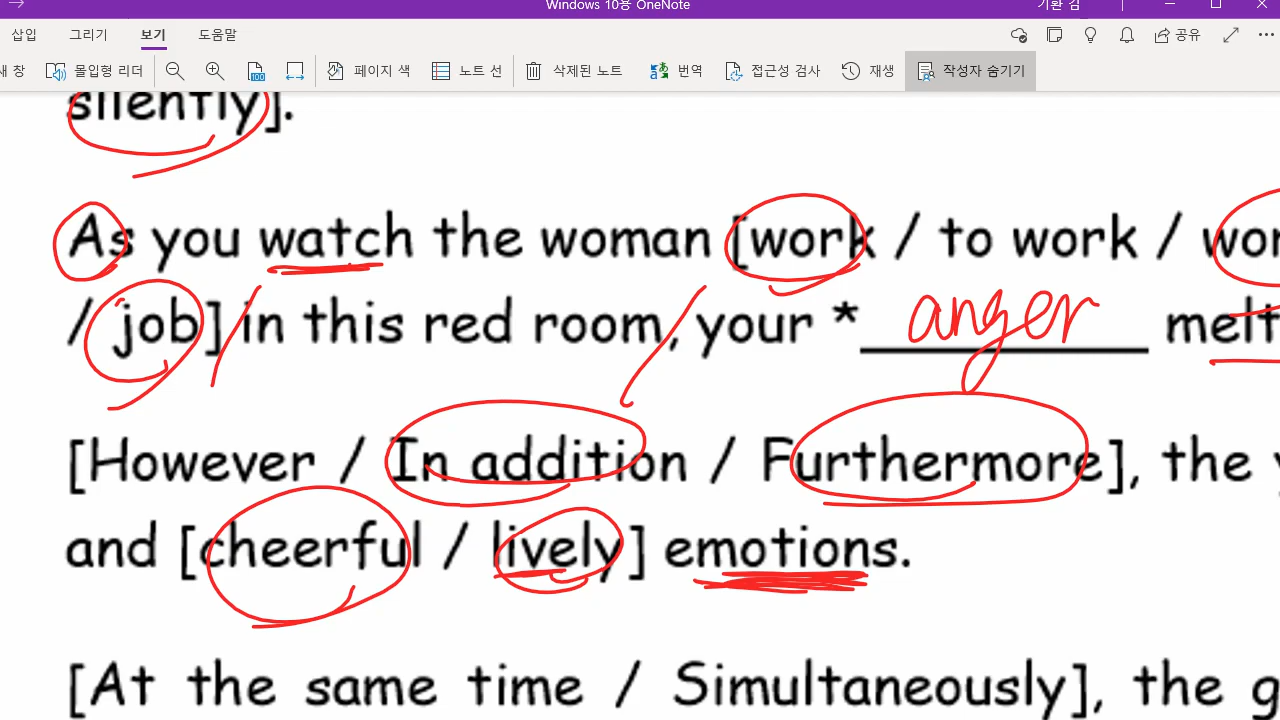 Windows 10용 OneNote
기환 김
삽입 그리기 보기 도움말 공유
새 창 몰입형 리더 페이지 색 노트 선 삭제된 노트 번역 접근성 검사 재생 작성자 숨기기
silently].
As you watch the woman [work / to work /
/ job] in this red room, your * anger
[However / In addition / Furthermore], the
and [cheerful / lively] emotions.
[At the same time / Simultaneously], the